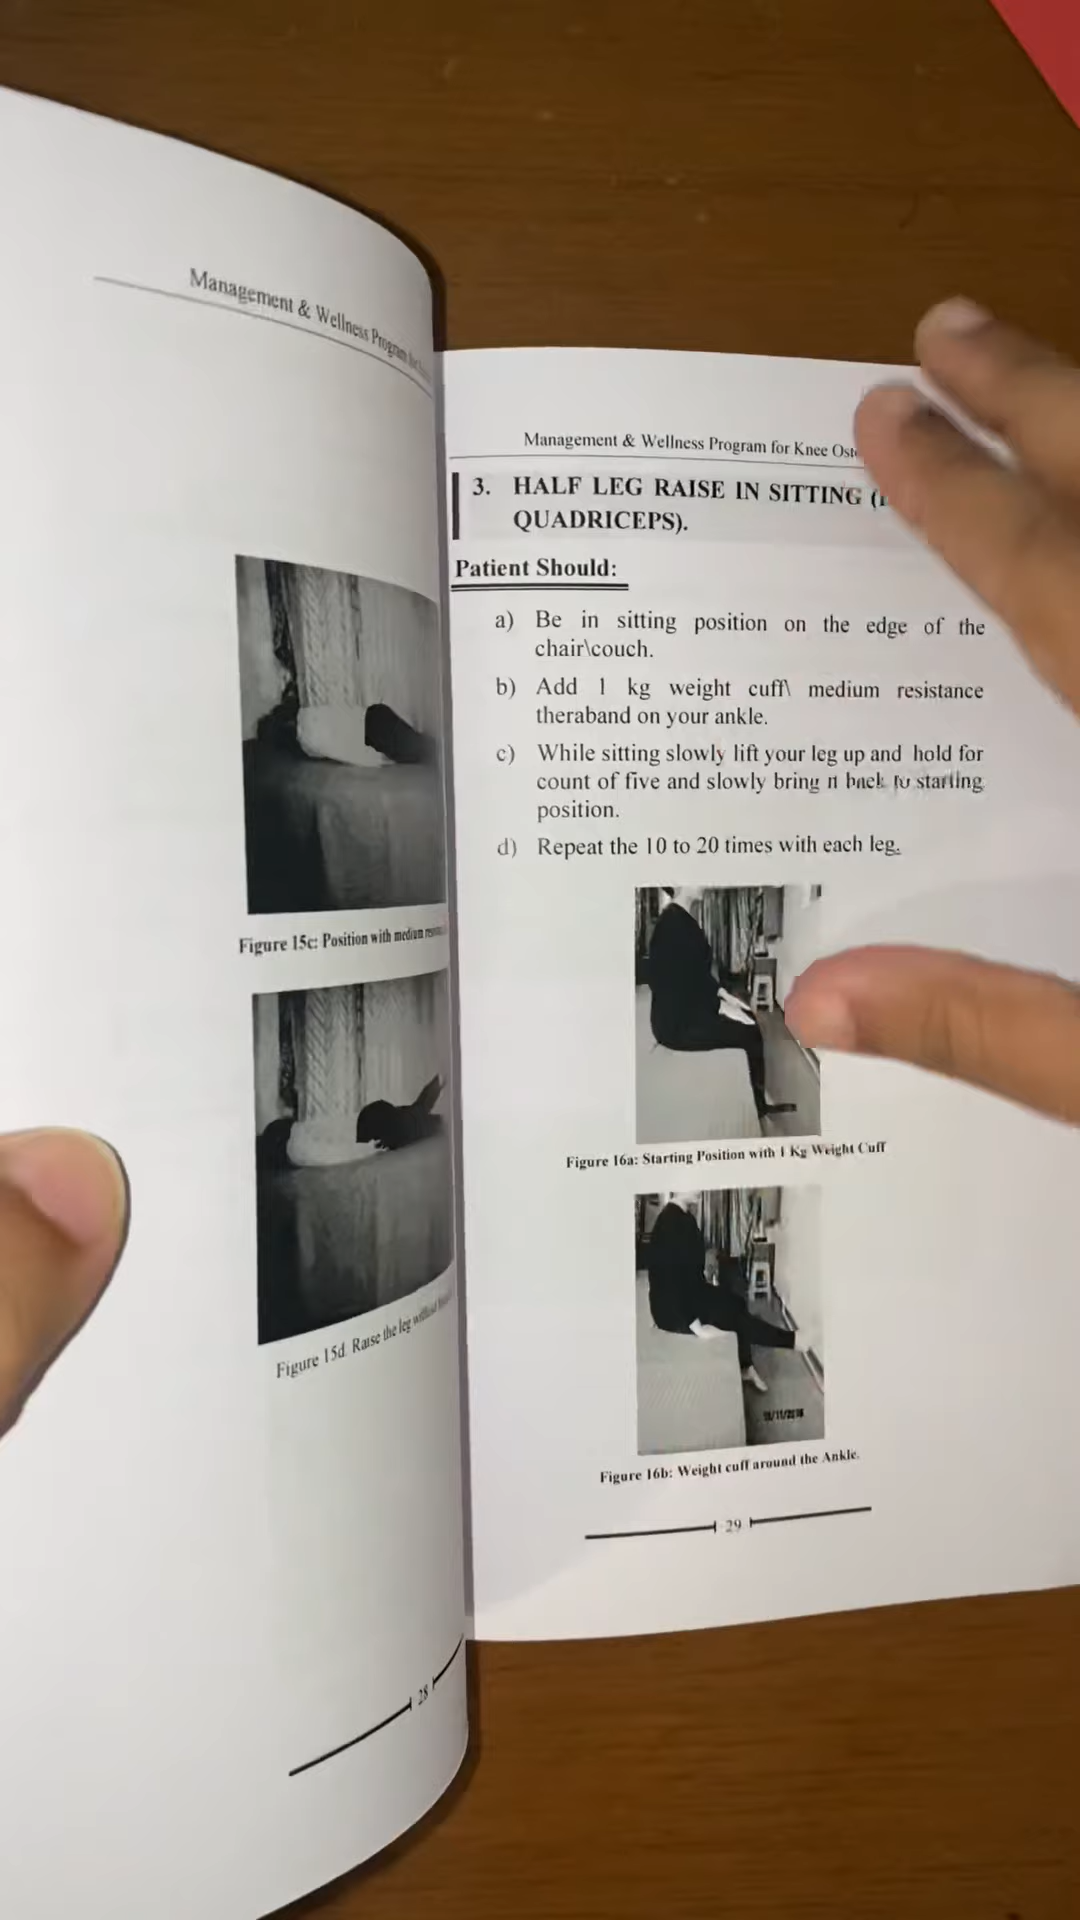 Management & Wellness Program
Figure 15c: Position with medium
Figure 15d. Raise the leg
28
Management & Wellness Program for Knee
3. HALF LEG RAISE IN SITTING
QUADRICEPS).
Patient Should:
a) Be in sitting position on the edge of the
chair\couch.
b) Add 1 kg weight cuff\ medium resistance
theraband on your ankle.
c) While sitting slowly lift your leg up and hold for
count of five and slowly bring it back to starting
position.
d) Repeat the 10 to 20 times with each leg.
Figure 16a: Starting Position with 1 Kg Weight Cuff
Figure 16b: Weight cuff around the Ankle.
29